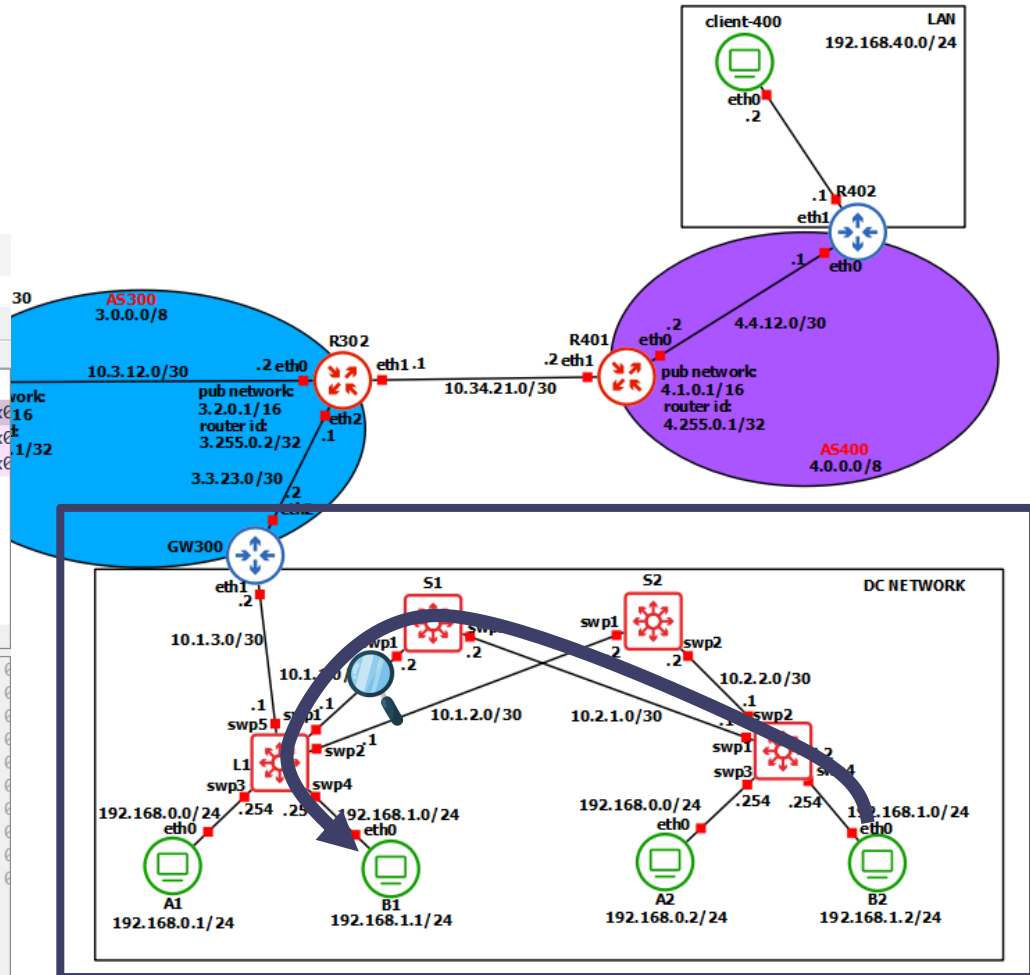 client-400
LAN
192.168.40.0/24
eth0
.2
.1
R402
eth1
.1
eth0
30
AS300
3.0.0.0/8
4.4.12.0/30
R302
R401
.2
eth0
.2 eth0
eth1 .1
.2 eth1
10.3.12.0/30
10.34.21.0/30
pub network:
3.2.0.1/16
router id:
3.255.0.2/32
pub network:
4.1.0.1/16
router id:
4.255.0.1/32
16
.1/32
eth2
.1
AS400
4.0.0.0/8
3.3.23.0/30
.2
GW300
S1
S2
DC NETWORK
eth1
.2
swp1
swp2
10.1.3.0/30
.2
.2
.2
10.2.2.0/30
.1
.1
.1
swp5
swp2
.1
10.1.2.0/30
10.2.1.0/30
.1
swp2
swp1
L1
swp3
swp4
swp3
192.168.0.0/24
.254
192.168.0.0/24
.254
.254
eth0
eth0
eth0
eth0
A1
B1
A2
B2
192.168.0.1/24
192.168.1.1/24
192.168.0.2/24
192.168.1.2/24